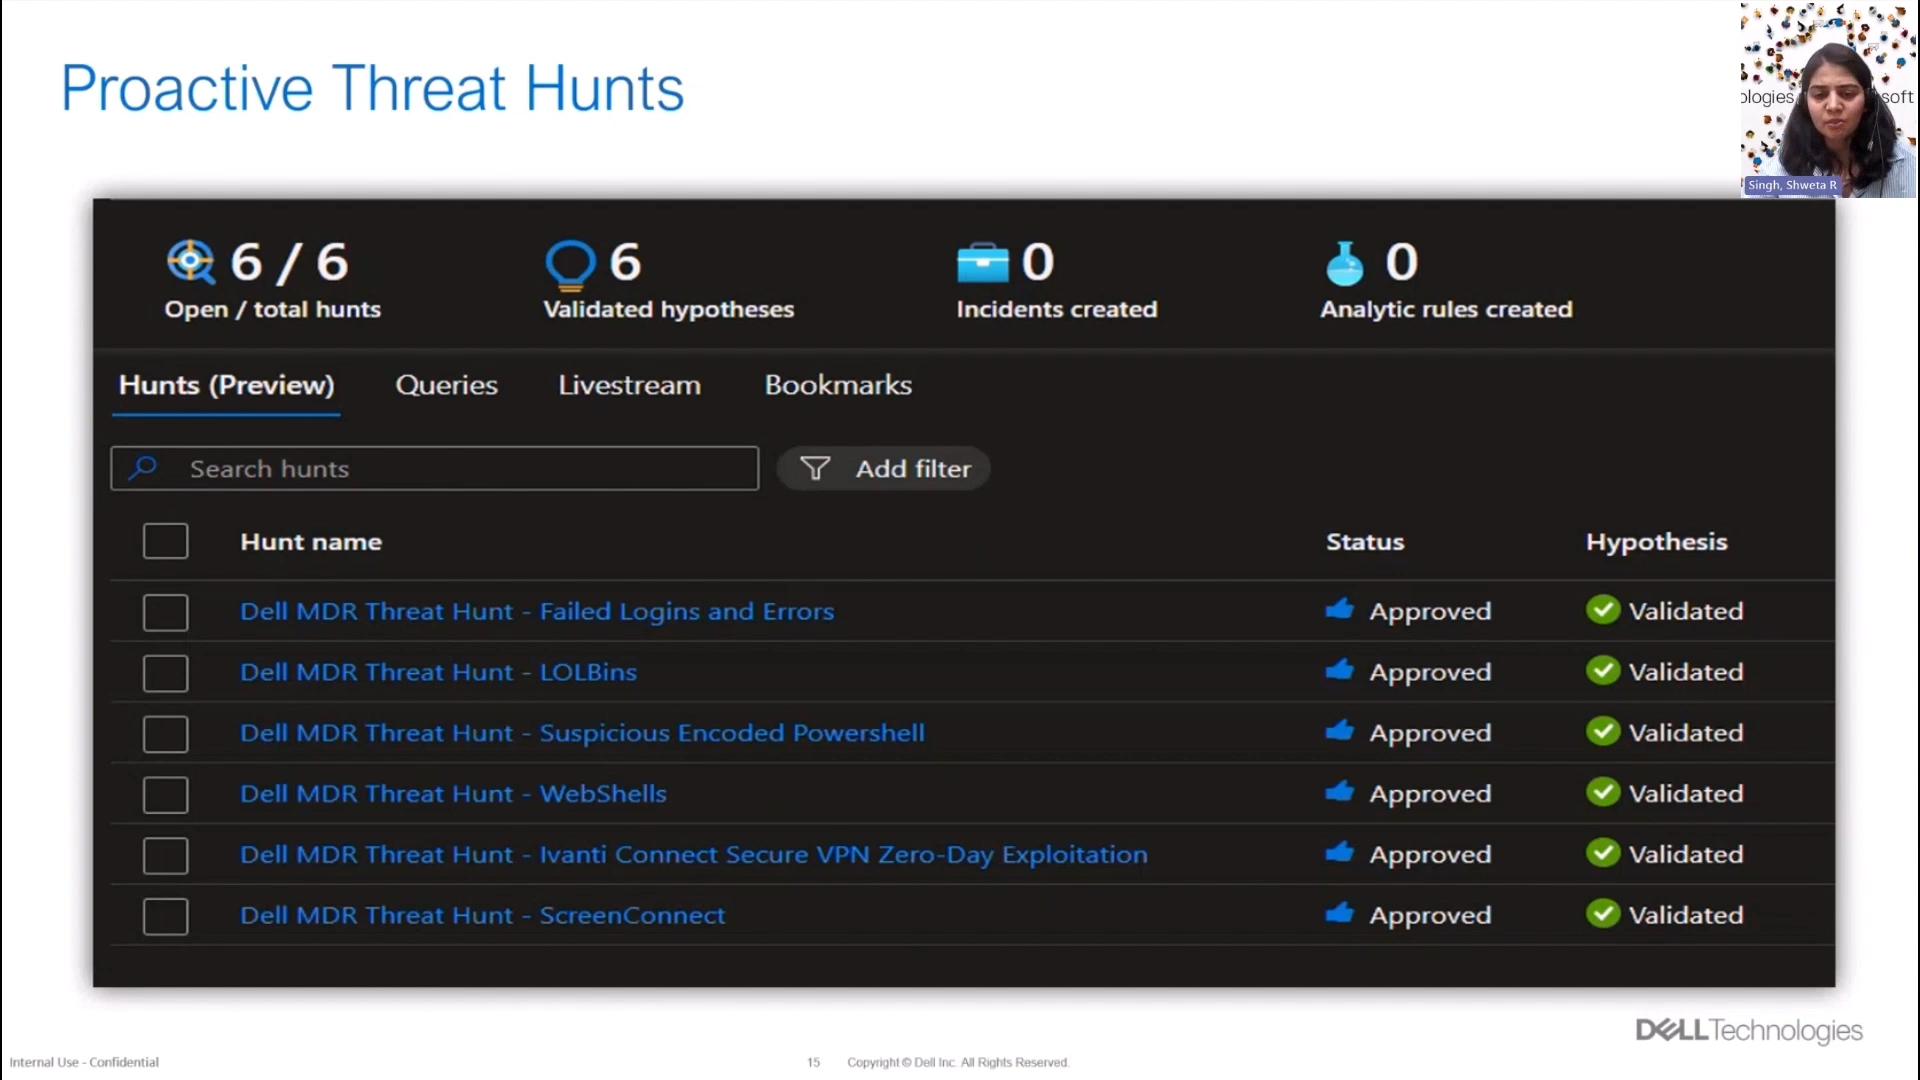 Proactive Threat Hunts
ologies
soft
Singh, Shweta R
6 / 6
Open / total hunts
6
Validated hypotheses
0
Incidents created
0
Analytic rules created
Hunts (Preview)
Queries
Livestream
Bookmarks
Search hunts
Add filter
Hunt name Status Hypothesis
Dell MDR Threat Hunt - Failed Logins and Errors Approved Validated
Dell MDR Threat Hunt - LOLBins Approved Validated
Dell MDR Threat Hunt - Suspicious Encoded Powershell Approved Validated
Dell MDR Threat Hunt - WebShells Approved Validated
Dell MDR Threat Hunt - Ivanti Connect Secure VPN Zero-Day Exploitation Approved Validated
Dell MDR Threat Hunt - ScreenConnect Approved Validated
DELLTechnologies
Internal Use - Confidential
15
Copyright © Dell Inc. All Rights Reserved.